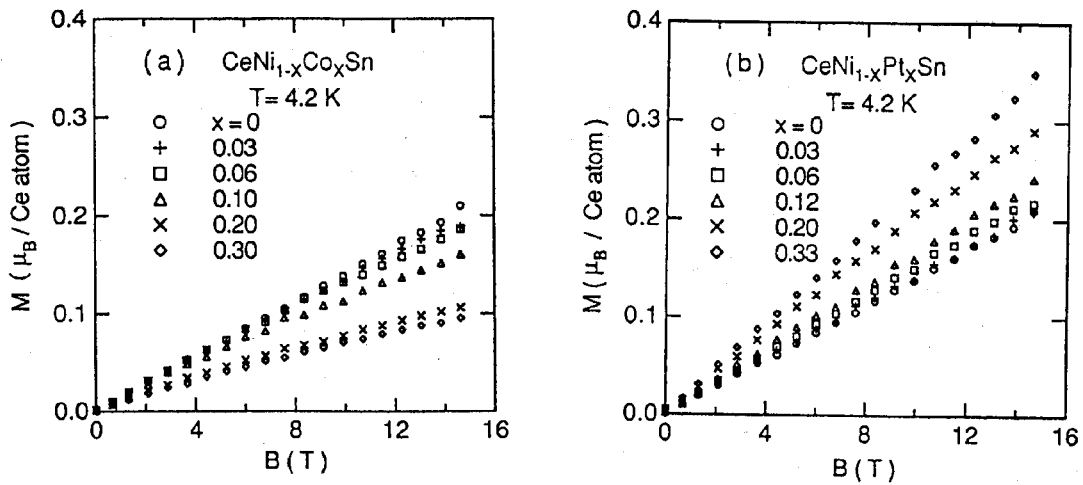 (a) CeNi1-XCoXSn
T= 4.2 K
x = 0
0.03
0.06
0.10
0.20
0.30
0.4
0.3
0.2
0.1
0.0
0 4 8 12 16
M ( μB / Ce atom)
B (T)
(b) CeNi1-XPtXSn
T= 4.2 K
x = 0
0.03
0.06
0.12
0.20
0.33
0.4
0.3
0.2
0.1
0.0
0 4 8 12 16
M ( μB / Ce atom)
B (T)